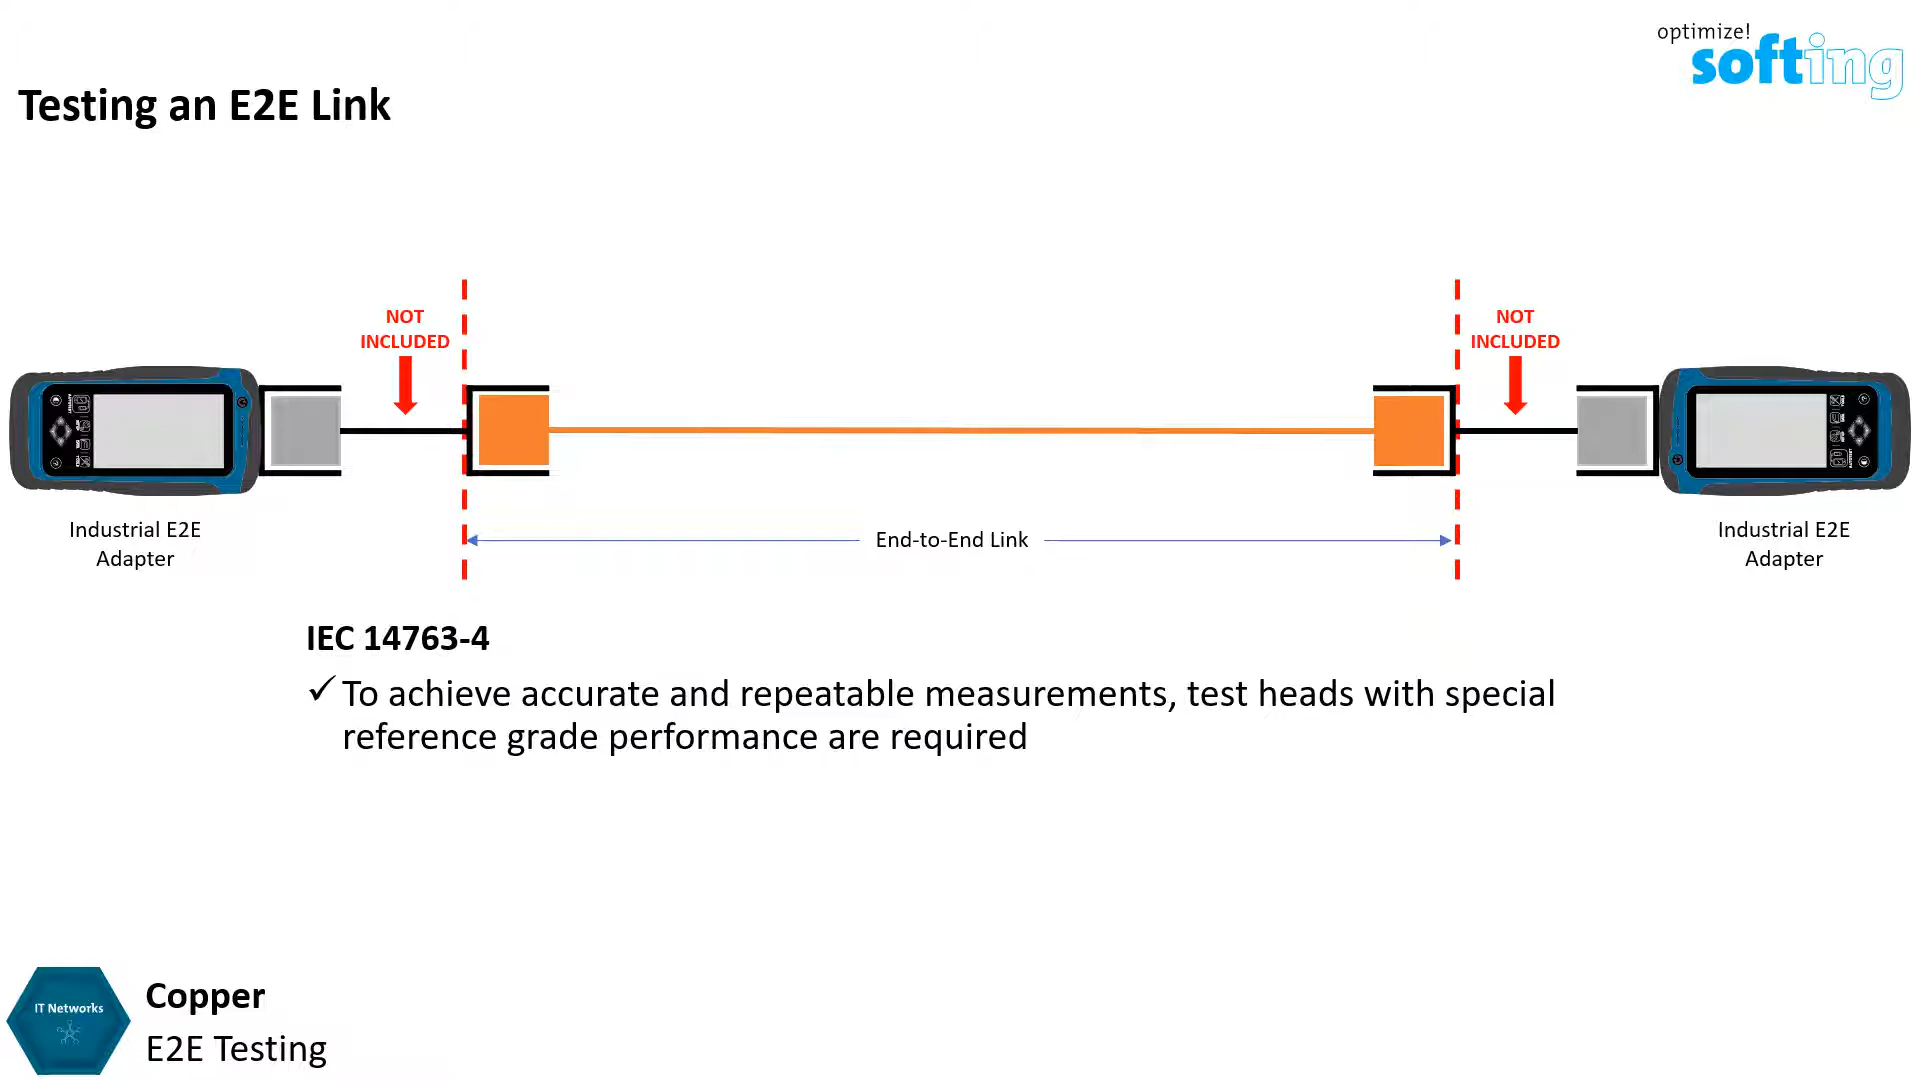 optimize!
softing
Testing an E2E Link
NOT
INCLUDED
NOT
INCLUDED
Industrial E2E
Adapter
End-to-End Link
Industrial E2E
Adapter
IEC 14763-4
✓ To achieve accurate and repeatable measurements, test heads with special
reference grade performance are required
IT Networks
Copper
E2E Testing